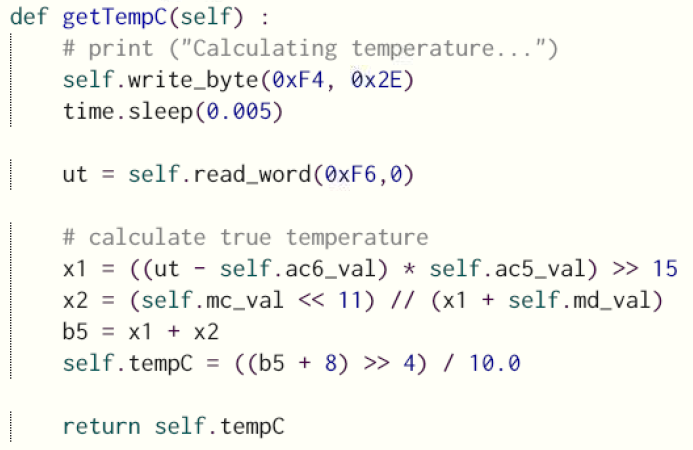 def getTempC(self) :
    # print ("Calculating temperature...")
    self.write_byte(0xF4, 0x2E)
    time.sleep(0.005)

    ut = self.read_word(0xF6,0)

    # calculate true temperature
    x1 = ((ut - self.ac6_val) * self.ac5_val) >> 15
    x2 = (self.mc_val << 11) // (x1 + self.md_val)
    b5 = x1 + x2
    self.tempC = ((b5 + 8) >> 4) / 10.0

    return self.tempC